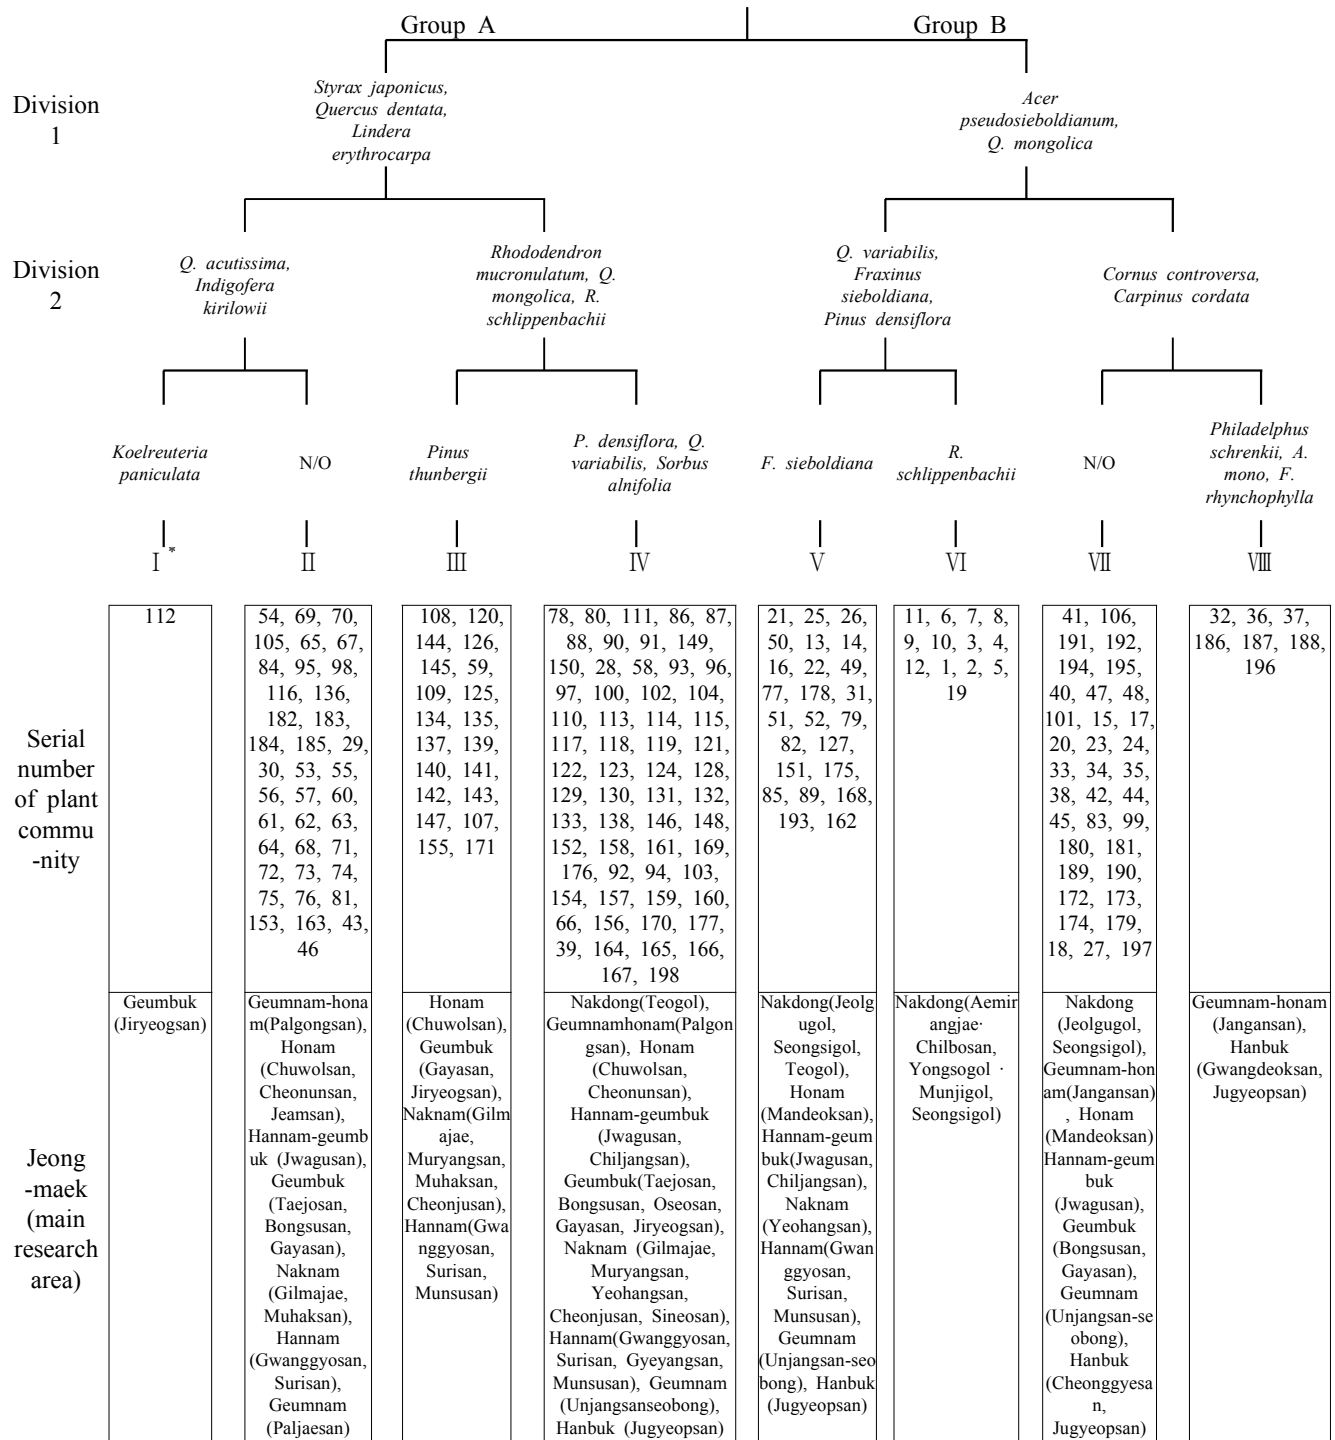 Group A
Group B
Division
1
Styrax japonicus,
Quercus dentata,
Lindera
erythrocarpa
Acer
pseudosieboldianum,
Q. mongolica
Division
2
Q. acutissima,
Indigofera
kirilowii
Rhododendron
mucronulatum, Q.
mongolica, R.
schlippenbachii
Q. variabilis,
Fraxinus
sieboldiana,
Pinus densiflora
Cornus controversa,
Carpinus cordata
Koelreuteria
paniculata
N/O
Pinus
thunbergii
P. densiflora, Q.
variabilis, Sorbus
alnifolia
F. sieboldiana
R.
schlippenbachii
N/O
Philadelphus
schrenkii, A.
mono, F.
rhynchophylla
Ⅰ*
Ⅱ
Ⅲ
Ⅳ
Ⅴ
Ⅵ
Ⅶ
Ⅷ
Serial
number
of plant
commu
-nity
112
54, 69, 70,
105, 65, 67,
84, 95, 98,
116, 136,
182, 183,
184, 185, 29,
30, 53, 55,
56, 57, 60,
61, 62, 63,
64, 68, 71,
72, 73, 74,
75, 76, 81,
153, 163, 43,
46
108, 120,
144, 126,
145, 59,
109, 125,
134, 135,
137, 139,
140, 141,
142, 143,
147, 107,
155, 171
78, 80, 111, 86, 87,
88, 90, 91, 149,
150, 28, 58, 93, 96,
97, 100, 102, 104,
110, 113, 114, 115,
117, 118, 119, 121,
122, 123, 124, 128,
129, 130, 131, 132,
133, 138, 146, 148,
152, 158, 161, 169,
176, 92, 94, 103,
154, 157, 159, 160,
66, 156, 170, 177,
39, 164, 165, 166,
167, 198
21, 25, 26,
50, 13, 14,
16, 22, 49,
77, 178, 31,
51, 52, 79,
82, 127,
151, 175,
85, 89, 168,
193, 162
11, 6, 7, 8,
9, 10, 3, 4,
12, 1, 2, 5,
19
41, 106,
191, 192,
194, 195,
40, 47, 48,
101, 15, 17,
20, 23, 24,
33, 34, 35,
38, 42, 44,
45, 83, 99,
180, 181,
189, 190,
172, 173,
174, 179,
18, 27, 197
32, 36, 37,
186, 187, 188,
196
Jeong
-maek
(main
research
area)
Geumbuk
(Jiryeogsan)
Geumnam-hona
m(Palgongsan),
Honam
(Chuwolsan,
Cheonunsan,
Jeamsan),
Hannam-geumb
uk (Jwagusan),
Geumbuk
(Taejosan,
Bongsusan,
Gayasan),
Naknam
(Gilmajae,
Muhaksan),
Hannam
(Gwanggyosan,
Surisan),
Geumnam
(Paljaesan)
Honam
(Chuwolsan),
Geumbuk
(Gayasan,
Jiryeogsan),
Naknam(Gilm
ajae,
Muryangsan,
Muhaksan,
Cheonjusan),
Hannam(Gwa
nggyosan,
Surisan,
Munsusan)
Nakdong(Teogol),
Geumnamhonam(Palgon
gsan), Honam
(Chuwolsan,
Cheonunsan),
Hannam-geumbuk
(Jwagusan,
Chiljangsan),
Geumbuk(Taejosan,
Bongsusan, Oseosan,
Gayasan, Jiryeogsan),
Naknam (Gilmajae,
Muryangsan,
Yeohangsan,
Cheonjusan, Sineosan),
Hannam(Gwanggyosan,
Surisan, Gyeyangsan,
Munsusan), Geumnam
(Unjangsanseobong),
Hanbuk (Jugyeopsan)
Nakdong(Jeolg
ugol,
Seongsigol,
Teogol),
Honam
(Mandeoksan),
Hannam-geum
buk(Jwagusan,
Chiljangsan),
Naknam
(Yeohangsan),
Hannam(Gwan
ggyosan,
Surisan,
Munsusan),
Geumnam
(Unjangsan-seo
bong), Hanbuk
(Jugyeopsan)
Nakdong(Aemir
angjae·
Chilbosan,
Yongsogol ·
Munjigol,
Seongsigol)
Nakdong
(Jeolgugol,
Seongsigol),
Geumnam-hon
am(Jangansan)
, Honam
(Mandeoksan)
Hannam-geum
buk
(Jwagusan),
Geumbuk
(Bongsusan,
Gayasan),
Geumnam
(Unjangsan-se
obong),
Hanbuk
(Cheonggyesa
n,
Jugyeopsan)
Geumnam-honam
(Jangansan),
Hanbuk
(Gwangdeoksan,
Jugyeopsan)